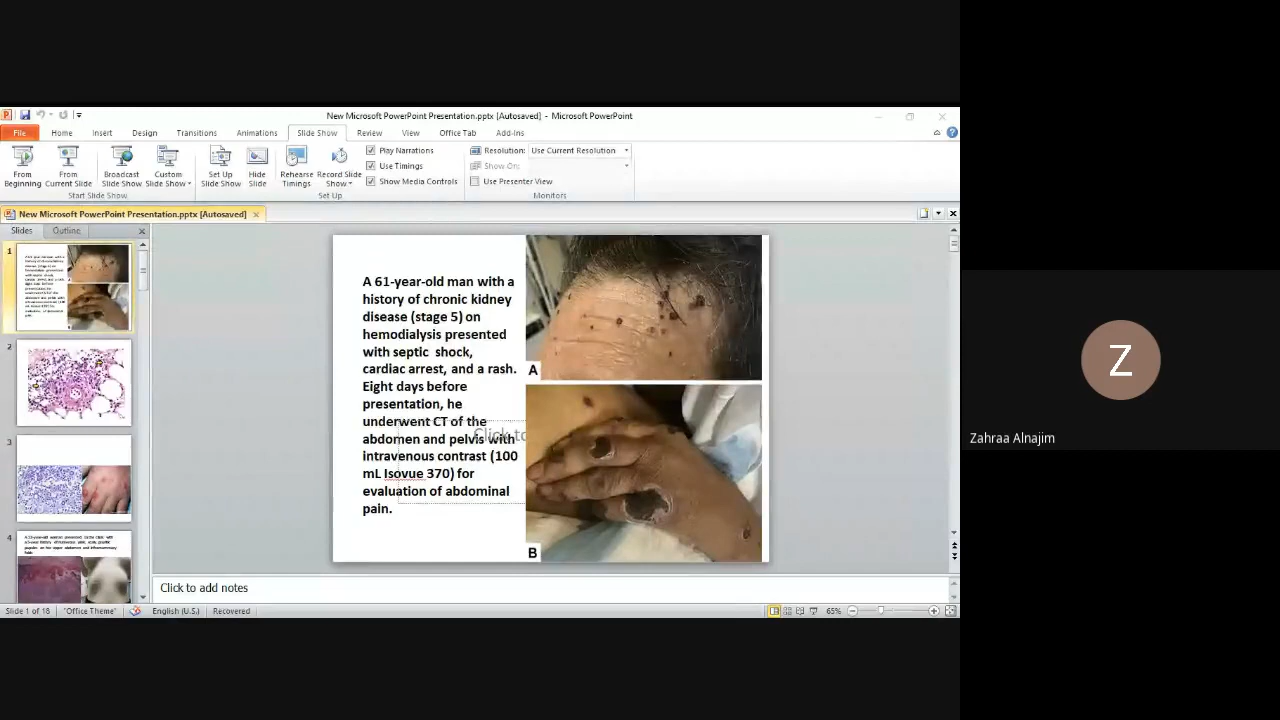 New Microsoft PowerPoint Presentation.pptx [Autosaved] - Microsoft PowerPoint
File Home Insert Design Transitions Animations Slide Show Review View Office Tab Add-Ins
From Beginning
From Current Slide
Broadcast Slide Show
Custom Slide Show
Set Up Slide Show
Hide Slide
Rehearse Timings
Record Slide Show
Play Narrations
Use Timings
Show Media Controls
Resolution: Use Current Resolution
Show On:
Use Presenter View
Start Slide Show
Set Up
Monitors
New Microsoft PowerPoint Presentation.pptx [Autosaved]
Slides Outline
1
2
3
4
A 61-year-old man with a
history of chronic kidney
disease (stage 5) on
hemodialysis presented
with septic shock,
cardiac arrest, and a rash.
Eight days before
presentation, he
underwent CT of the
abdomen and pelvis with
intravenous contrast (100
mL Isovue 370) for
evaluation of abdominal
pain.
Click to
A
B
Click to add notes
Slide 1 of 18 "Office Theme" English (U.S.) Recovered
65%
Z
Zahraa Alnajim